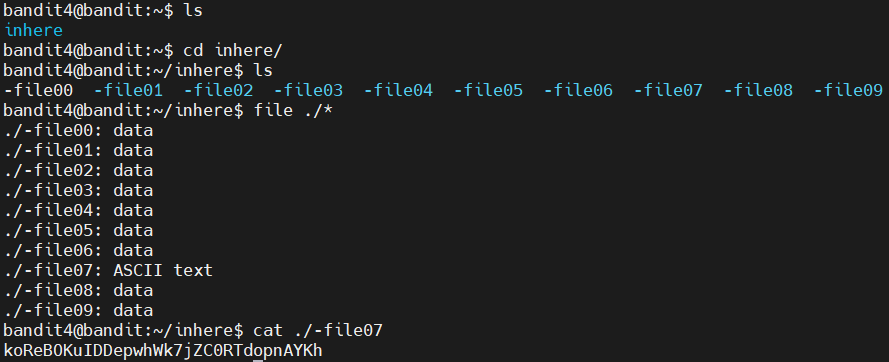 bandit4@bandit:~$ ls
inhere
bandit4@bandit:~$ cd inhere/
bandit4@bandit:~/inhere$ ls
-file00  -file01  -file02  -file03  -file04  -file05  -file06  -file07  -file08  -file09
bandit4@bandit:~/inhere$ file ./*
./-file00: data
./-file01: data
./-file02: data
./-file03: data
./-file04: data
./-file05: data
./-file06: data
./-file07: ASCII text
./-file08: data
./-file09: data
bandit4@bandit:~/inhere$ cat ./-file07
koReBOKuIDDepwhWk7jZC0RTdopnAYKh